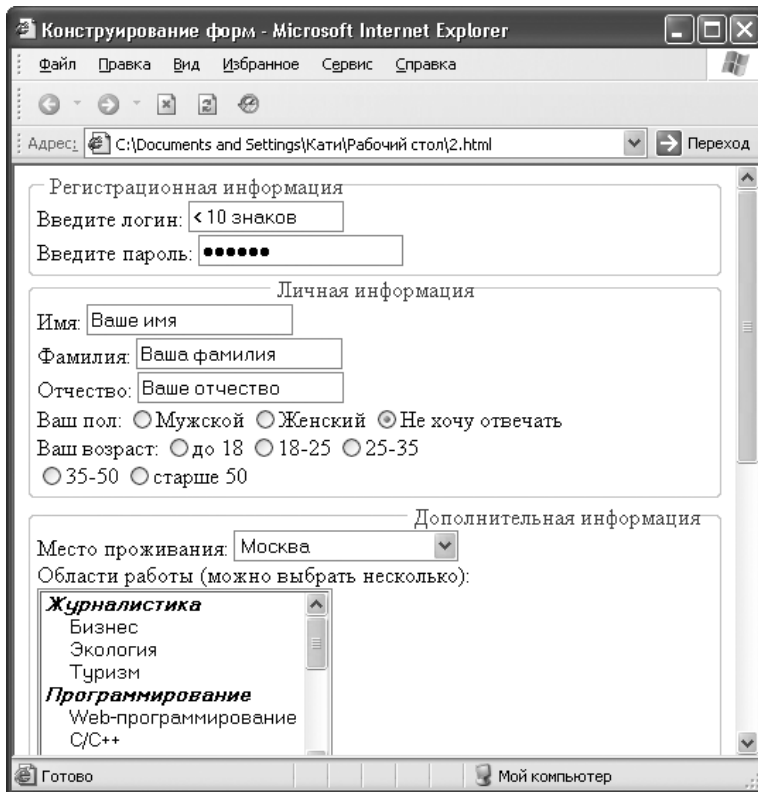 Конструирование форм - Microsoft Internet Explorer
Файл Правка Вид Избранное Сервис Справка
Адрес: C:\Documents and Settings\Кати\Рабочий стол\2.html Переход
Регистрационная информация
Введите логин: < 10 знаков
Введите пароль: ●●●●●●
Личная информация
Имя: Ваше имя
Фамилия: Ваша фамилия
Отчество: Ваше отчество
Ваш пол: Мужской Женский Не хочу отвечать
Ваш возраст: до 18 18-25 25-35
35-50 старше 50
Дополнительная информация
Место проживания: Москва
Области работы (можно выбрать несколько):
Журналистика
Бизнес
Экология
Туризм
Программирование
Web-программирование
C/C++
Готово Мой компьютер